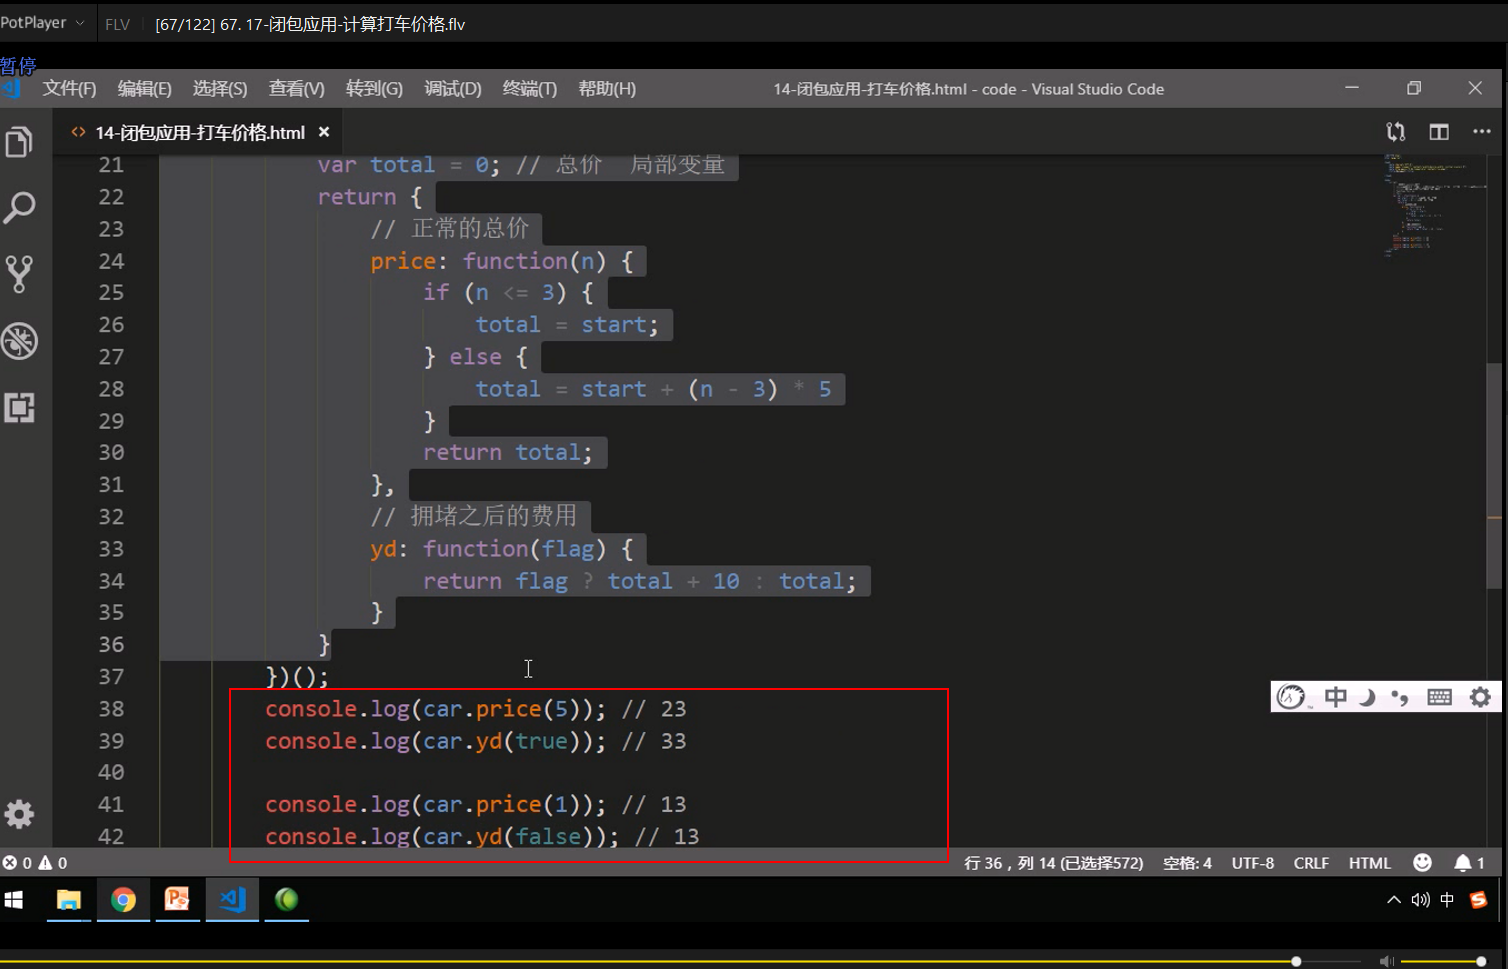 PotPlayer FLV [67/122] 67. 17-闭包应用-计算打车价格.flv
暂停
文件(F) 编辑(E) 选择(S) 查看(V) 转到(G) 调试(D) 终端(T) 帮助(H) 14-闭包应用-打车价格.html - code - Visual Studio Code
14-闭包应用-打车价格.html
21 var total = 0; // 总价 局部变量
22 return {
23 // 正常的总价
24 price: function(n) {
25 if (n <= 3) {
26 total = start;
27 } else {
28 total = start + (n - 3) * 5
29 }
30 return total;
31 },
32 // 拥堵之后的费用
33 yd: function(flag) {
34 return flag ? total + 10 : total;
35 }
36 }
37 })();
38 console.log(car.price(5)); // 23
39 console.log(car.yd(true)); // 33
40
41 console.log(car.price(1)); // 13
42 console.log(car.yd(false)); // 13
中
0 0 行 36，列 14 (已选择572) 空格: 4 UTF-8 CRLF HTML 1
中